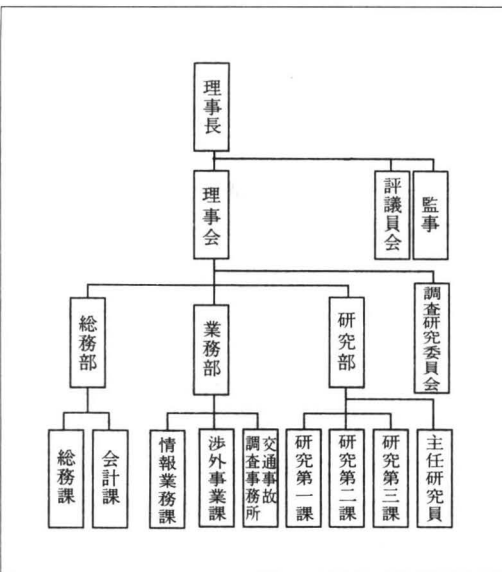 理事長
理事会
評議員会
監事
調査研究委員会
総務部
業務部
研究部
総務課
会計課
情報業務課
渉外事業課
交通事故
調査事務所
研究第一課
研究第二課
研究第三課
主任研究員